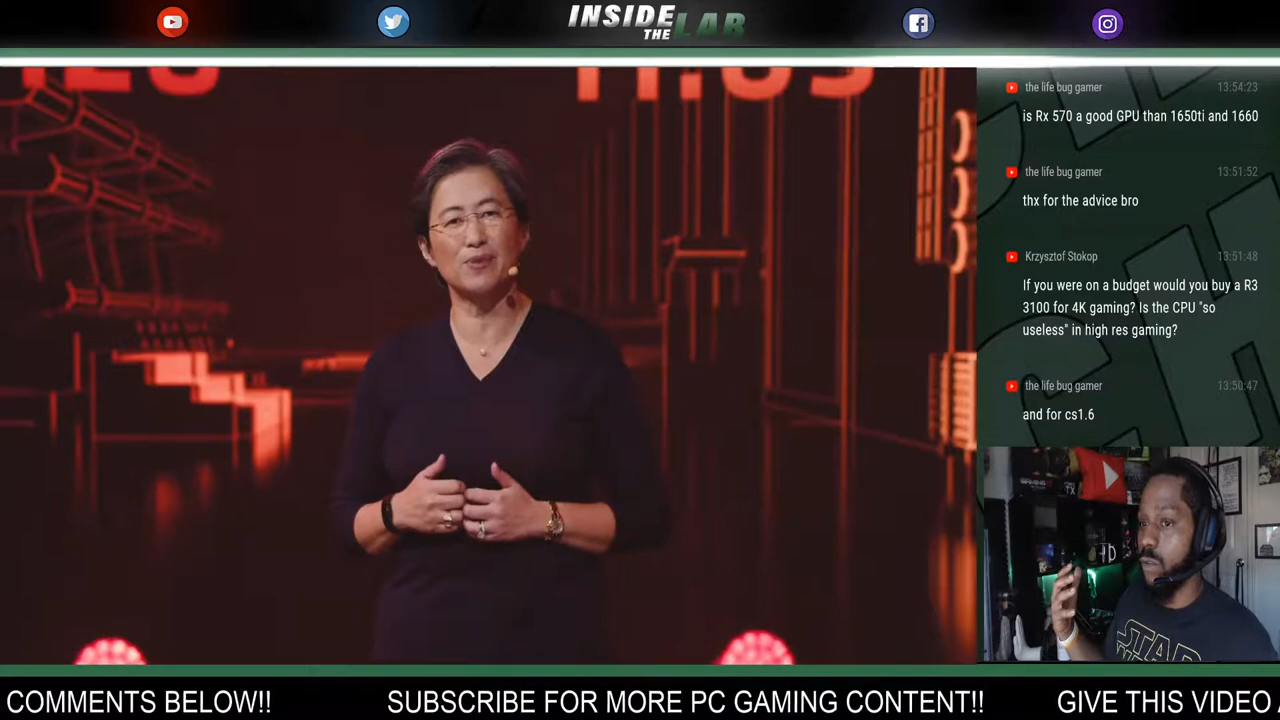 INSIDE
THE LAB
the life bug gamer 13:54:23
is Rx 570 a good GPU than 1650ti and 1660
the life bug gamer 13:51:52
thx for the advice bro
Krzysztof Stokop 13:51:48
If you were on a budget would you buy a R3
3100 for 4K gaming? Is the CPU "so
useless" in high res gaming?
the life bug gamer 13:50:47
and for cs1.6
STAR
COMMENTS BELOW!! SUBSCRIBE FOR MORE PC GAMING CONTENT!! GIVE THIS VIDEO